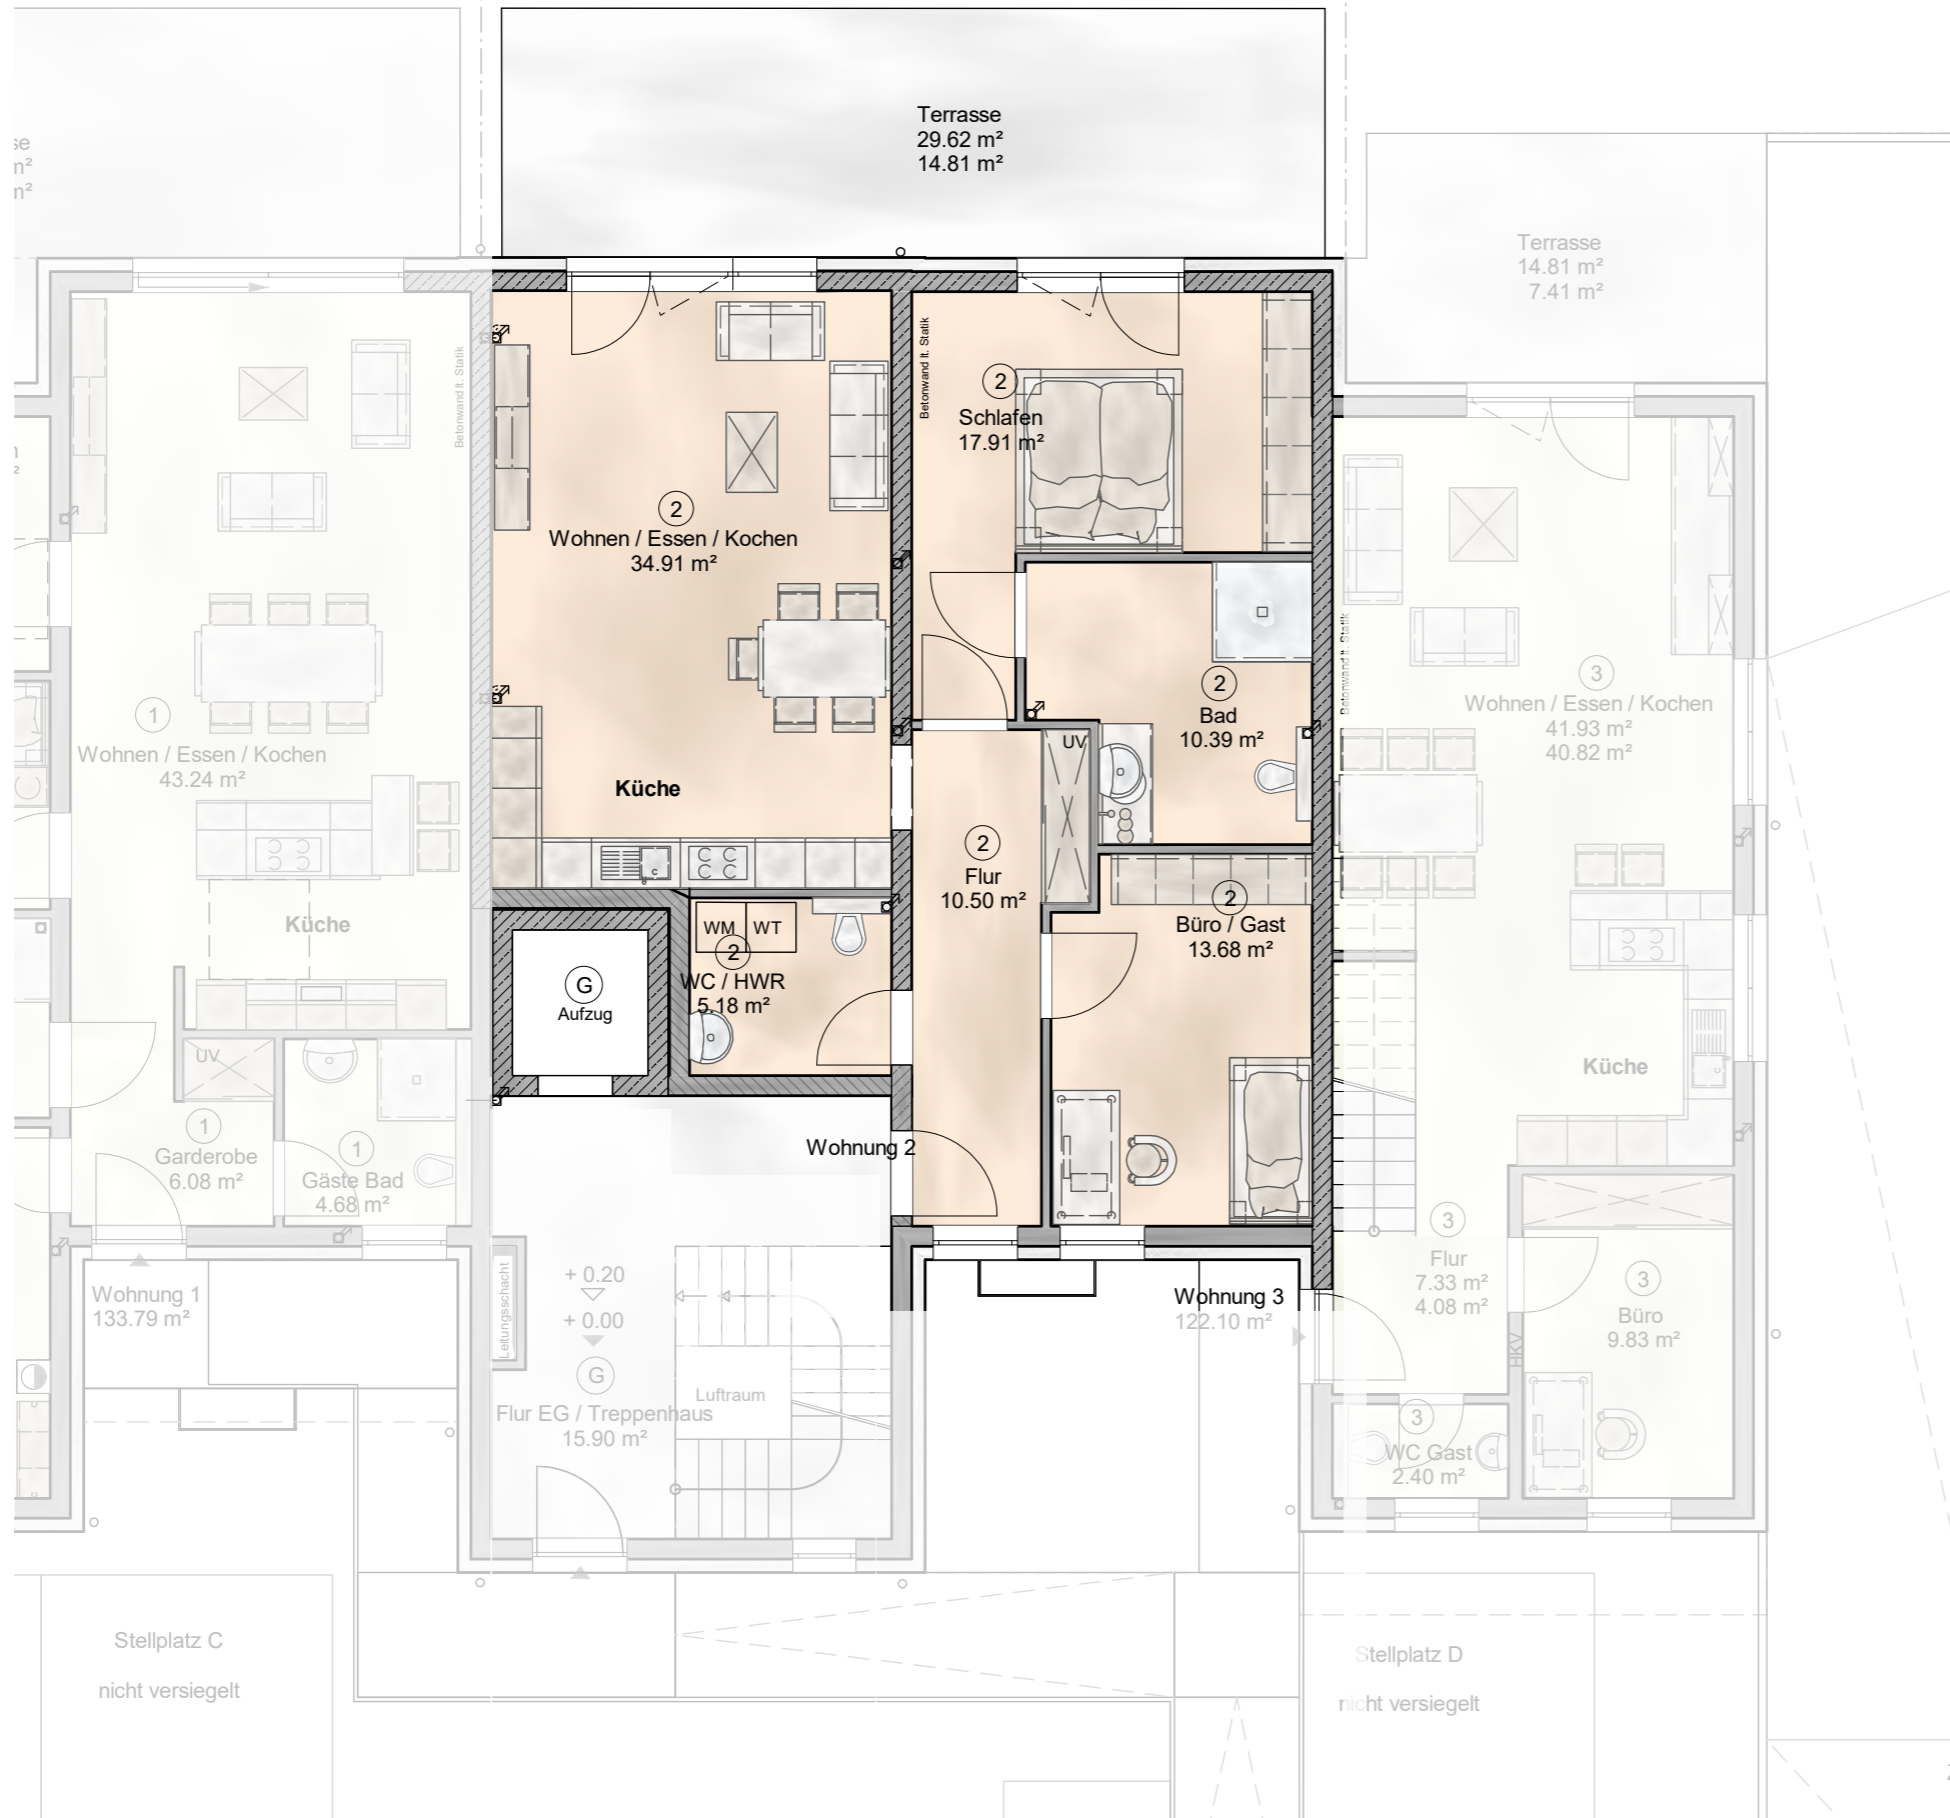 Terrasse
29.62 m²
14.81 m²
se
m²
m²
Terrasse
14.81 m²
7.41 m²
Betonwand lt. Statik
Betonwand lt. Statik
2
Schlafen
17.91 m²
2
Wohnen / Essen / Kochen
34.91 m²
Betonwand lt. Statik
3
Wohnen / Essen / Kochen
41.93 m²
40.82 m²
1
Wohnen / Essen / Kochen
43.24 m²
2
Bad
10.39 m²
UV
Küche
2
Flur
10.50 m²
2
Büro / Gast
13.68 m²
Küche
WM
WT
2
WC / HWR
5.18 m²
G
Aufzug
UV
Küche
1
Garderobe
6.08 m²
1
Gäste Bad
4.68 m²
Wohnung 2
3
Flur
7.33 m²
4.08 m²
3
Büro
9.83 m²
HKV
Wohnung 1
133.79 m²
Leitungsschacht
+ 0.20
+ 0.00
G
Flur EG / Treppenhaus
15.90 m²
Luftraum
Wohnung 3
122.10 m²
3
WC Gast
2.40 m²
Stellplatz C
nicht versiegelt
Stellplatz D
nicht versiegelt